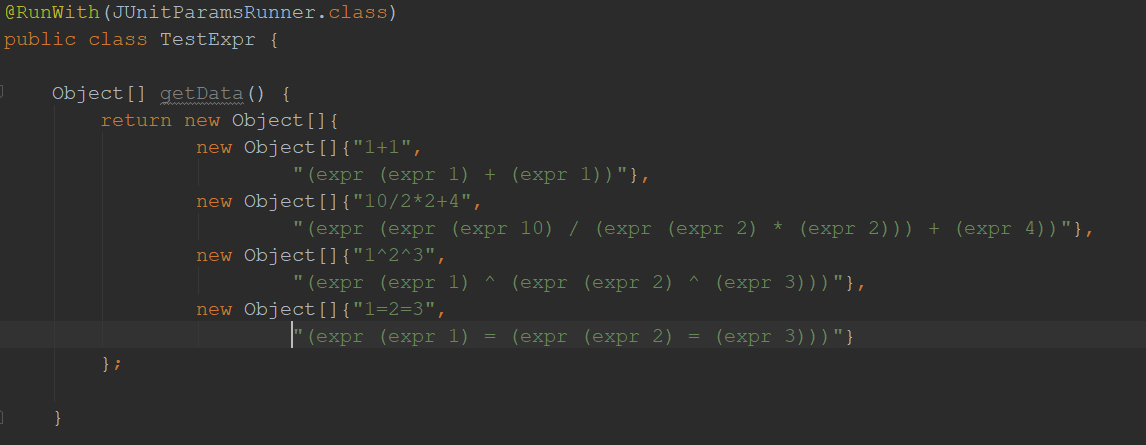 @RunWith(JUnitParamsRunner.class)
public class TestExpr {
Object[] getData() {
return new Object[]{
new Object[]{"1+1",
"(expr (expr 1) + (expr 1))"},
new Object[]{"10/2*2+4",
"(expr (expr (expr 10) / (expr (expr 2) * (expr 2))) + (expr 4))"},
new Object[]{"1^2^3",
"(expr (expr 1) ^ (expr (expr 2) ^ (expr 3)))"},
new Object[]{"1=2=3",
"(expr (expr 1) = (expr (expr 2) = (expr 3)))"}
};
}